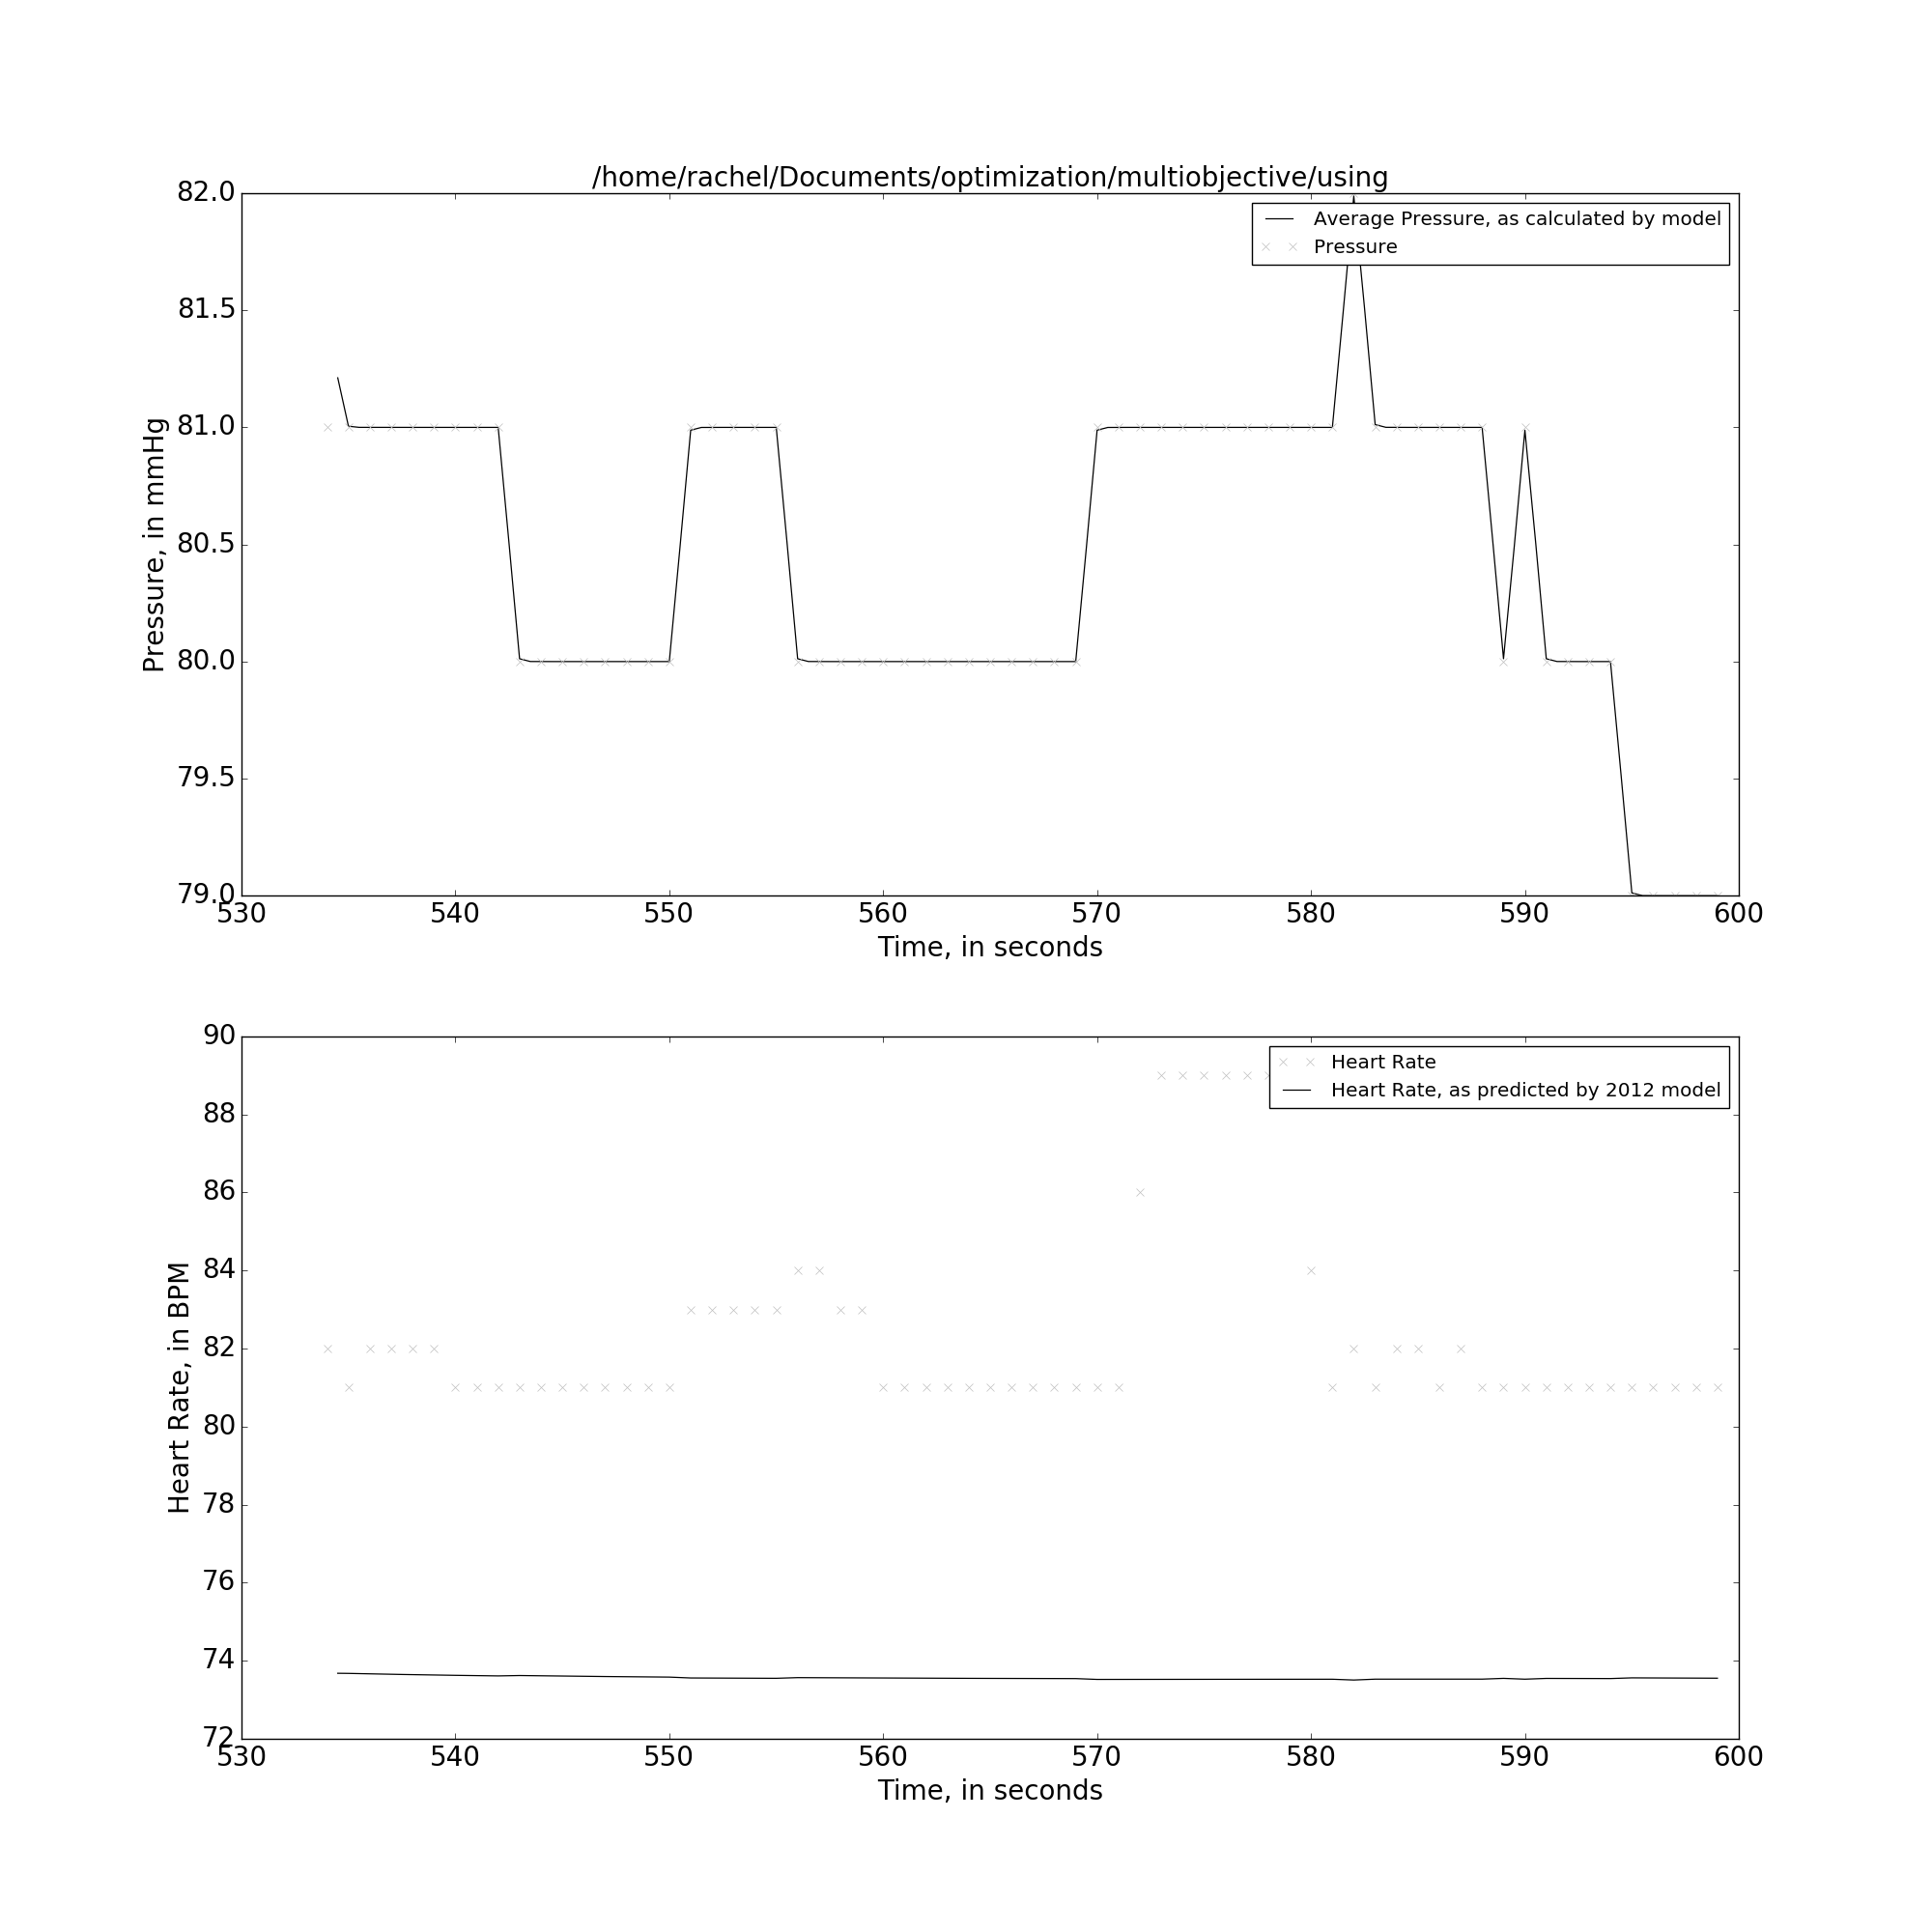 /home/rachel/Documents/optimization/multiobjective/using
82.0
Average Pressure, as calculated by model
Pressure
81.5
81.0
80.5
80.0
79.5
79.0
Pressure, in mmHg
530 540 550 560 570 580 590 600
Time, in seconds
90
Heart Rate
Heart Rate, as predicted by 2012 model
88
86
84
82
80
78
76
74
72
Heart Rate, in BPM
530 540 550 560 570 580 590 600
Time, in seconds